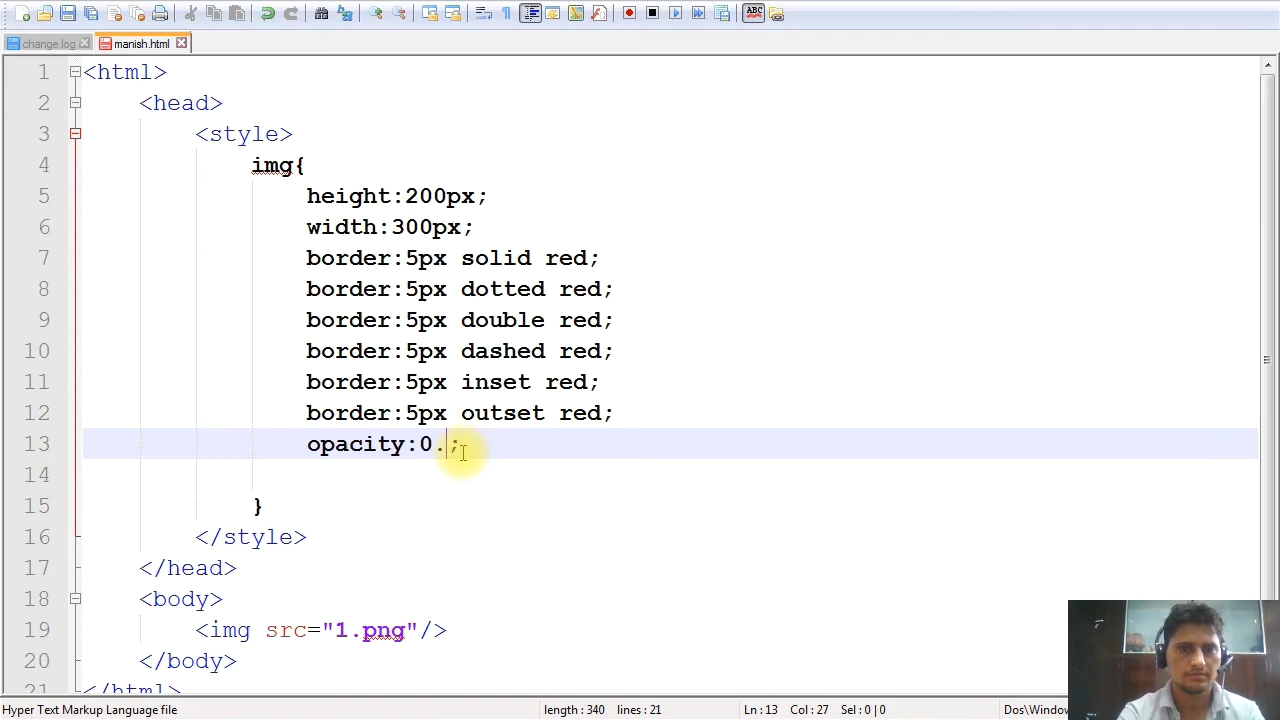 change.log manish.html
1 <html>
2 <head>
3 <style>
4 img{
5 height:200px;
6 width:300px;
7 border:5px solid red;
8 border:5px dotted red;
9 border:5px double red;
10 border:5px dashed red;
11 border:5px inset red;
12 border:5px outset red;
13 opacity:0.;
14
15 }
16 </style>
17 </head>
18 <body>
19 <img src="1.png"/>
20 </body>
21 </html>
Hyper Text Markup Language file length : 340 lines : 21 Ln : 13 Col : 27 Sel : 0 | 0